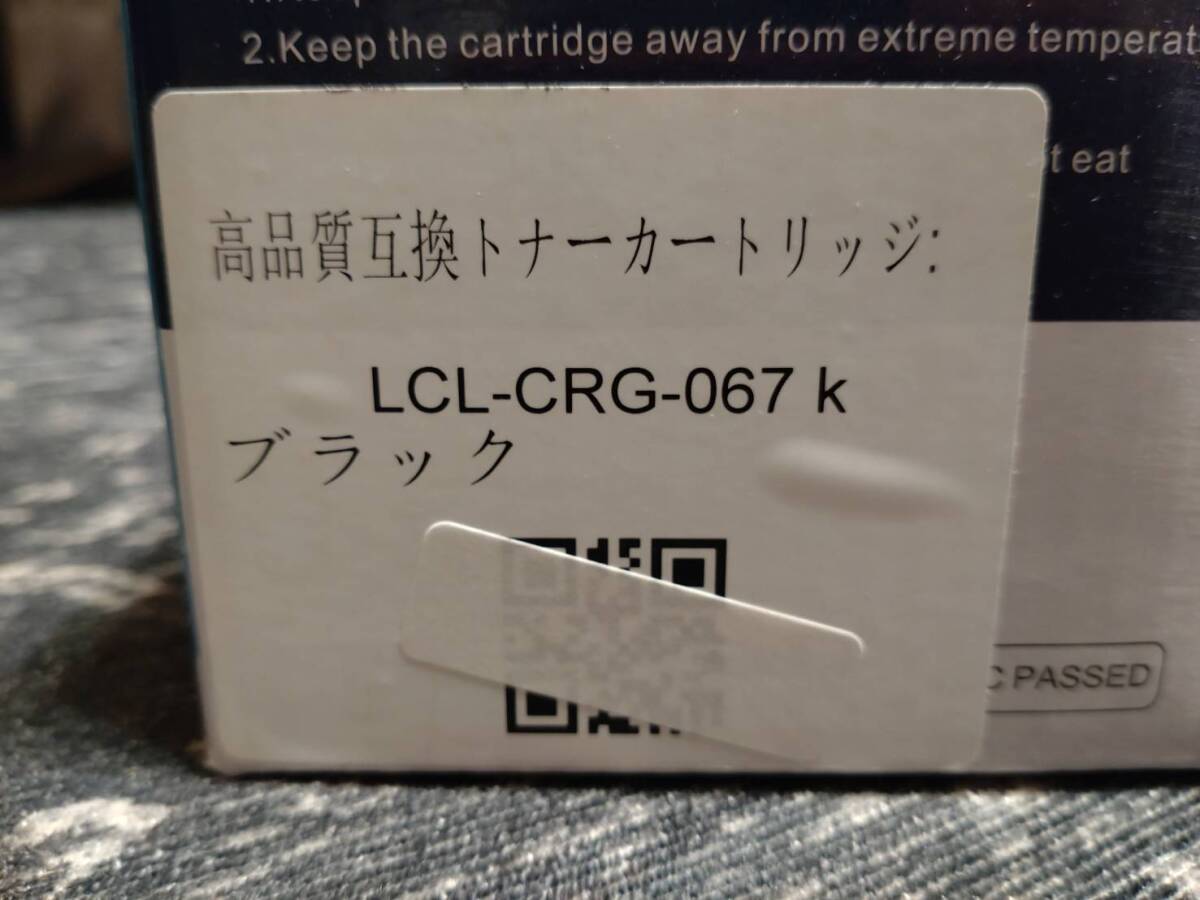 2.Keep the cartridge away from extreme
eat
高品質互換トナーカートリッジ:
LCL-CRG-067 k
ブラック
PASSED